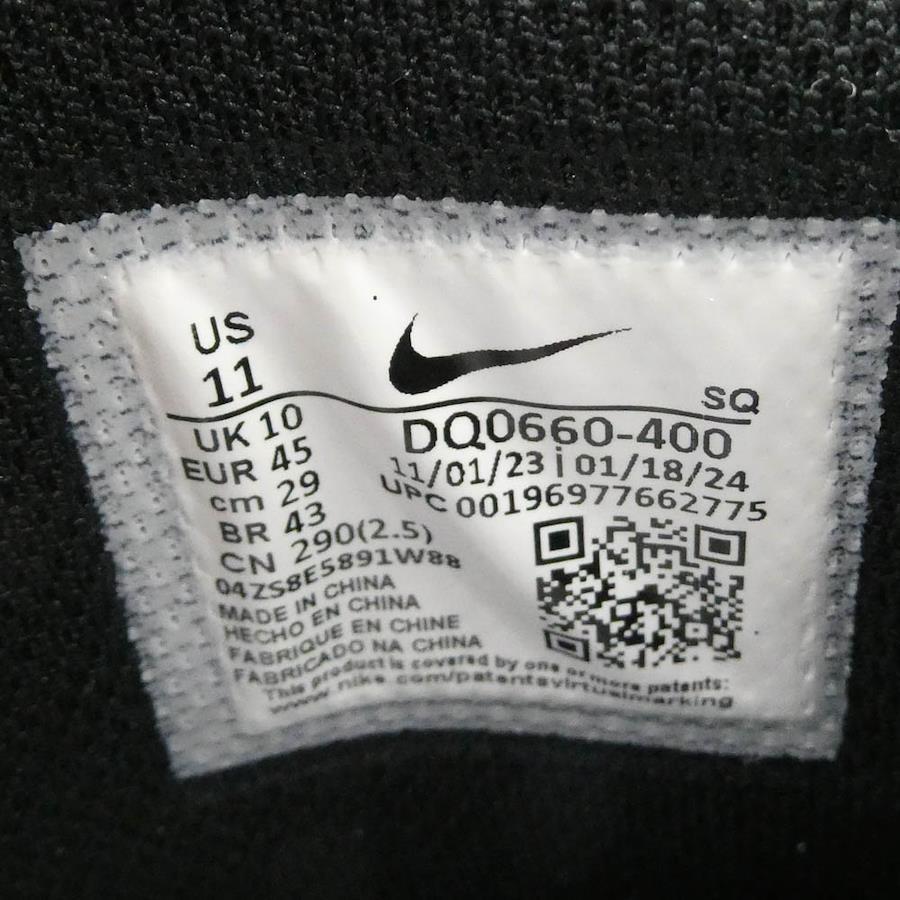 US
11
SQ
UK 10
EUR 45
cm 29
BR 43
CN 290(2.5)
DQ0660-400
11/01/23 | 01/18/24
UPC 00196977662775
04ZS8E5891W88
MADE IN CHINA
HECHO EN CHINA
FABRIQUE EN CHINE
FABRICADO NA CHINA
This product is covered by one or more patents:
www.nike.com/patentsvirtualmarking